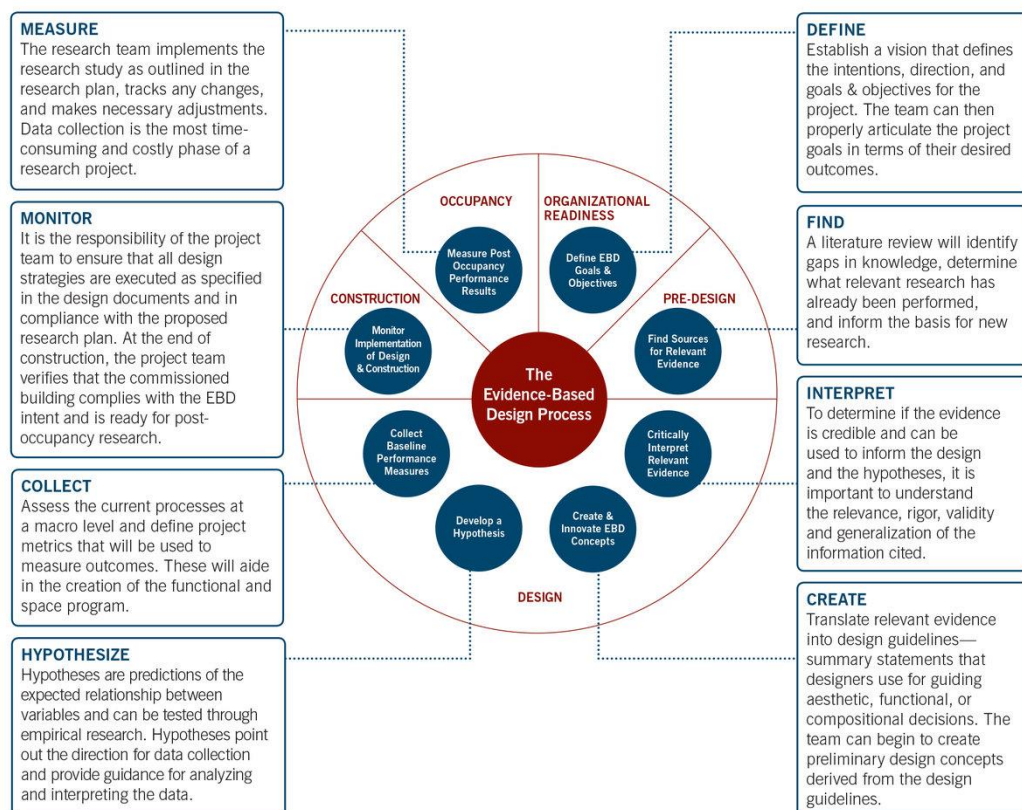 MEASURE
The research team implements the
research study as outlined in the
research plan, tracks any changes,
and makes necessary adjustments.
Data collection is the most time-
consuming and costly phase of a
research project.
MONITOR
It is the responsibility of the project
team to ensure that all design
strategies are executed as specified
in the design documents and in
compliance with the proposed
research plan. At the end of
construction, the project team
verifies that the commissioned
building complies with the EBD
intent and is ready for post-
occupancy research.
COLLECT
Assess the current processes at
a macro level and define project
metrics that will be used to
measure outcomes. These will aide
in the creation of the functional and
space program.
HYPOTHESIZE
Hypotheses are predictions of the
expected relationship between
variables and can be tested through
empirical research. Hypotheses point
out the direction for data collection
and provide guidance for analyzing
and interpreting the data.
OCCUPANCY
Measure Post
Occupancy
Performance
Results
ORGANIZATIONAL
READINESS
Define EBD
Goals &
Objectives
CONSTRUCTION
Monitor
Implementation
of Design
& Construction
PRE-DESIGN
Find Sources
for Relevant
Evidence
The
Evidence-Based
Design Process
Collect
Baseline
Performance
Measures
Critically
Interpret
Relevant
Evidence
Develop a
Hypothesis
Create &
Innovate EBD
Concepts
DESIGN
DEFINE
Establish a vision that defines
the intentions, direction, and
goals & objectives for the
project. The team can then
properly articulate the project
goals in terms of their desired
outcomes.
FIND
A literature review will identify
gaps in knowledge, determine
what relevant research has
already been performed,
and inform the basis for new
research.
INTERPRET
To determine if the evidence
is credible and can be
used to inform the design
and the hypotheses, it is
important to understand
the relevance, rigor, validity
and generalization of the
information cited.
CREATE
Translate relevant evidence
into design guidelines—
summary statements that
designers use for guiding
aesthetic, functional, or
compositional decisions. The
team can begin to create
preliminary design concepts
derived from the design
guidelines.